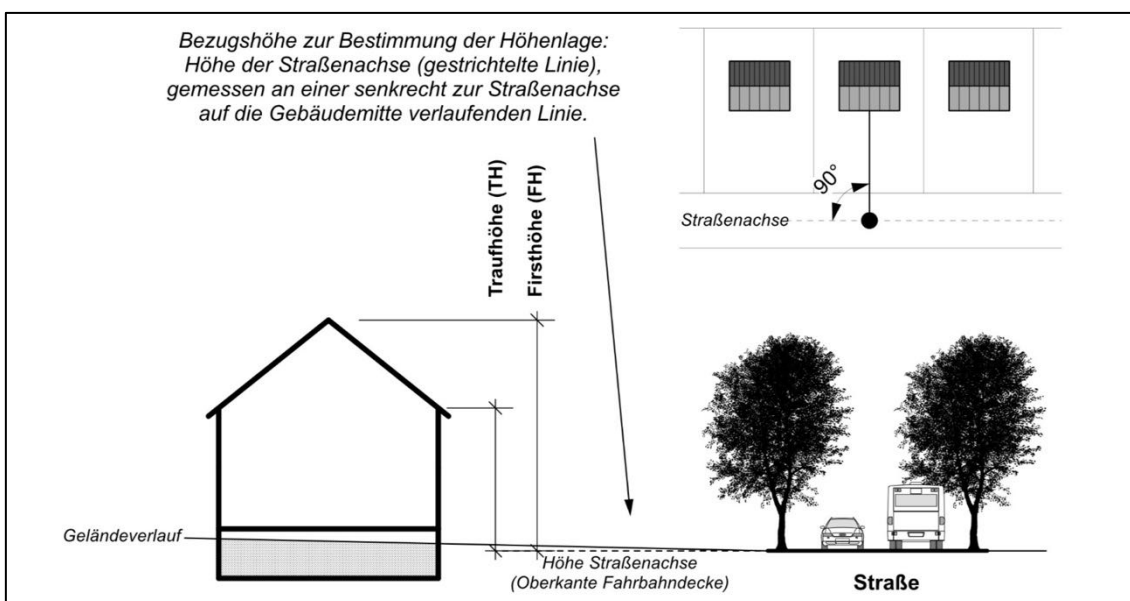 Bezugshöhe zur Bestimmung der Höhenlage:
Höhe der Straßenachse (gestrichtelte Linie),
gemessen an einer senkrecht zur Straßenachse
auf die Gebäudemitte verlaufenden Linie.
Traufhöhe (TH)
Firsthöhe (FH)
90°
Straßenachse
Geländeverlauf
Höhe Straßenachse
(Oberkante Fahrbahndecke)
Straße